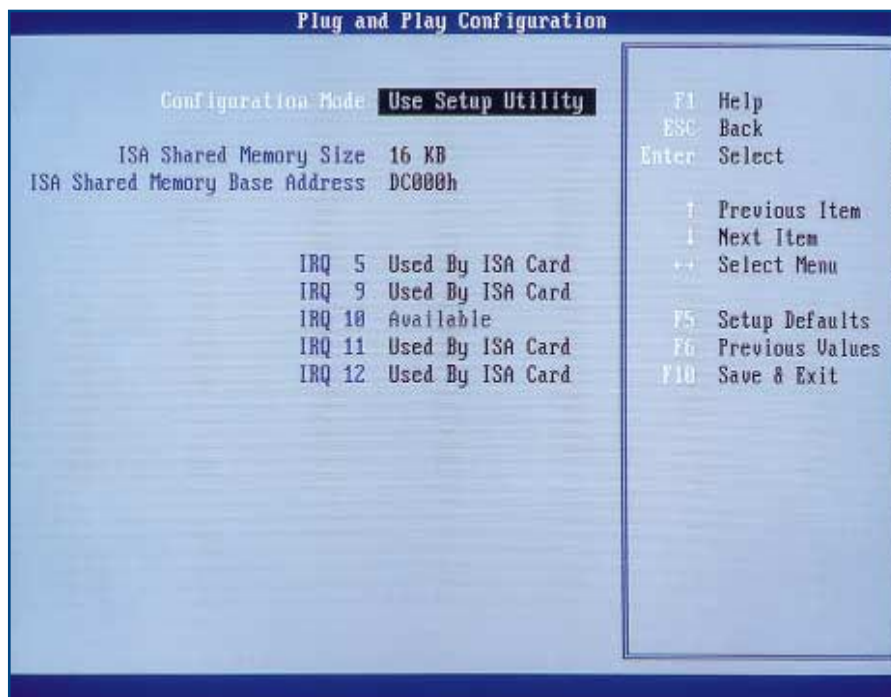 Plug and Play Configuration
Configuration Mode Use Setup Utility
ISA Shared Memory Size 16 KB
ISA Shared Memory Base Address DC000h
IRQ 5 Used By ISA Card
IRQ 9 Used By ISA Card
IRQ 10 Available
IRQ 11 Used By ISA Card
IRQ 12 Used By ISA Card
F1 Help
ESC Back
Enter Select
↑ Previous Item
↓ Next Item
←→ Select Menu
F5 Setup Defaults
F6 Previous Values
F10 Save & Exit